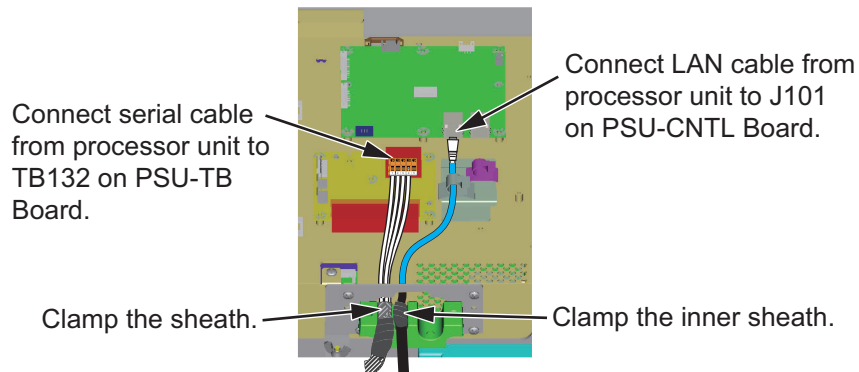 Connect LAN cable from
processor unit to J101
on PSU-CNTL Board.
Connect serial cable
from processor unit to
TB132 on PSU-TB
Board.
Clamp the sheath.
Clamp the inner sheath.